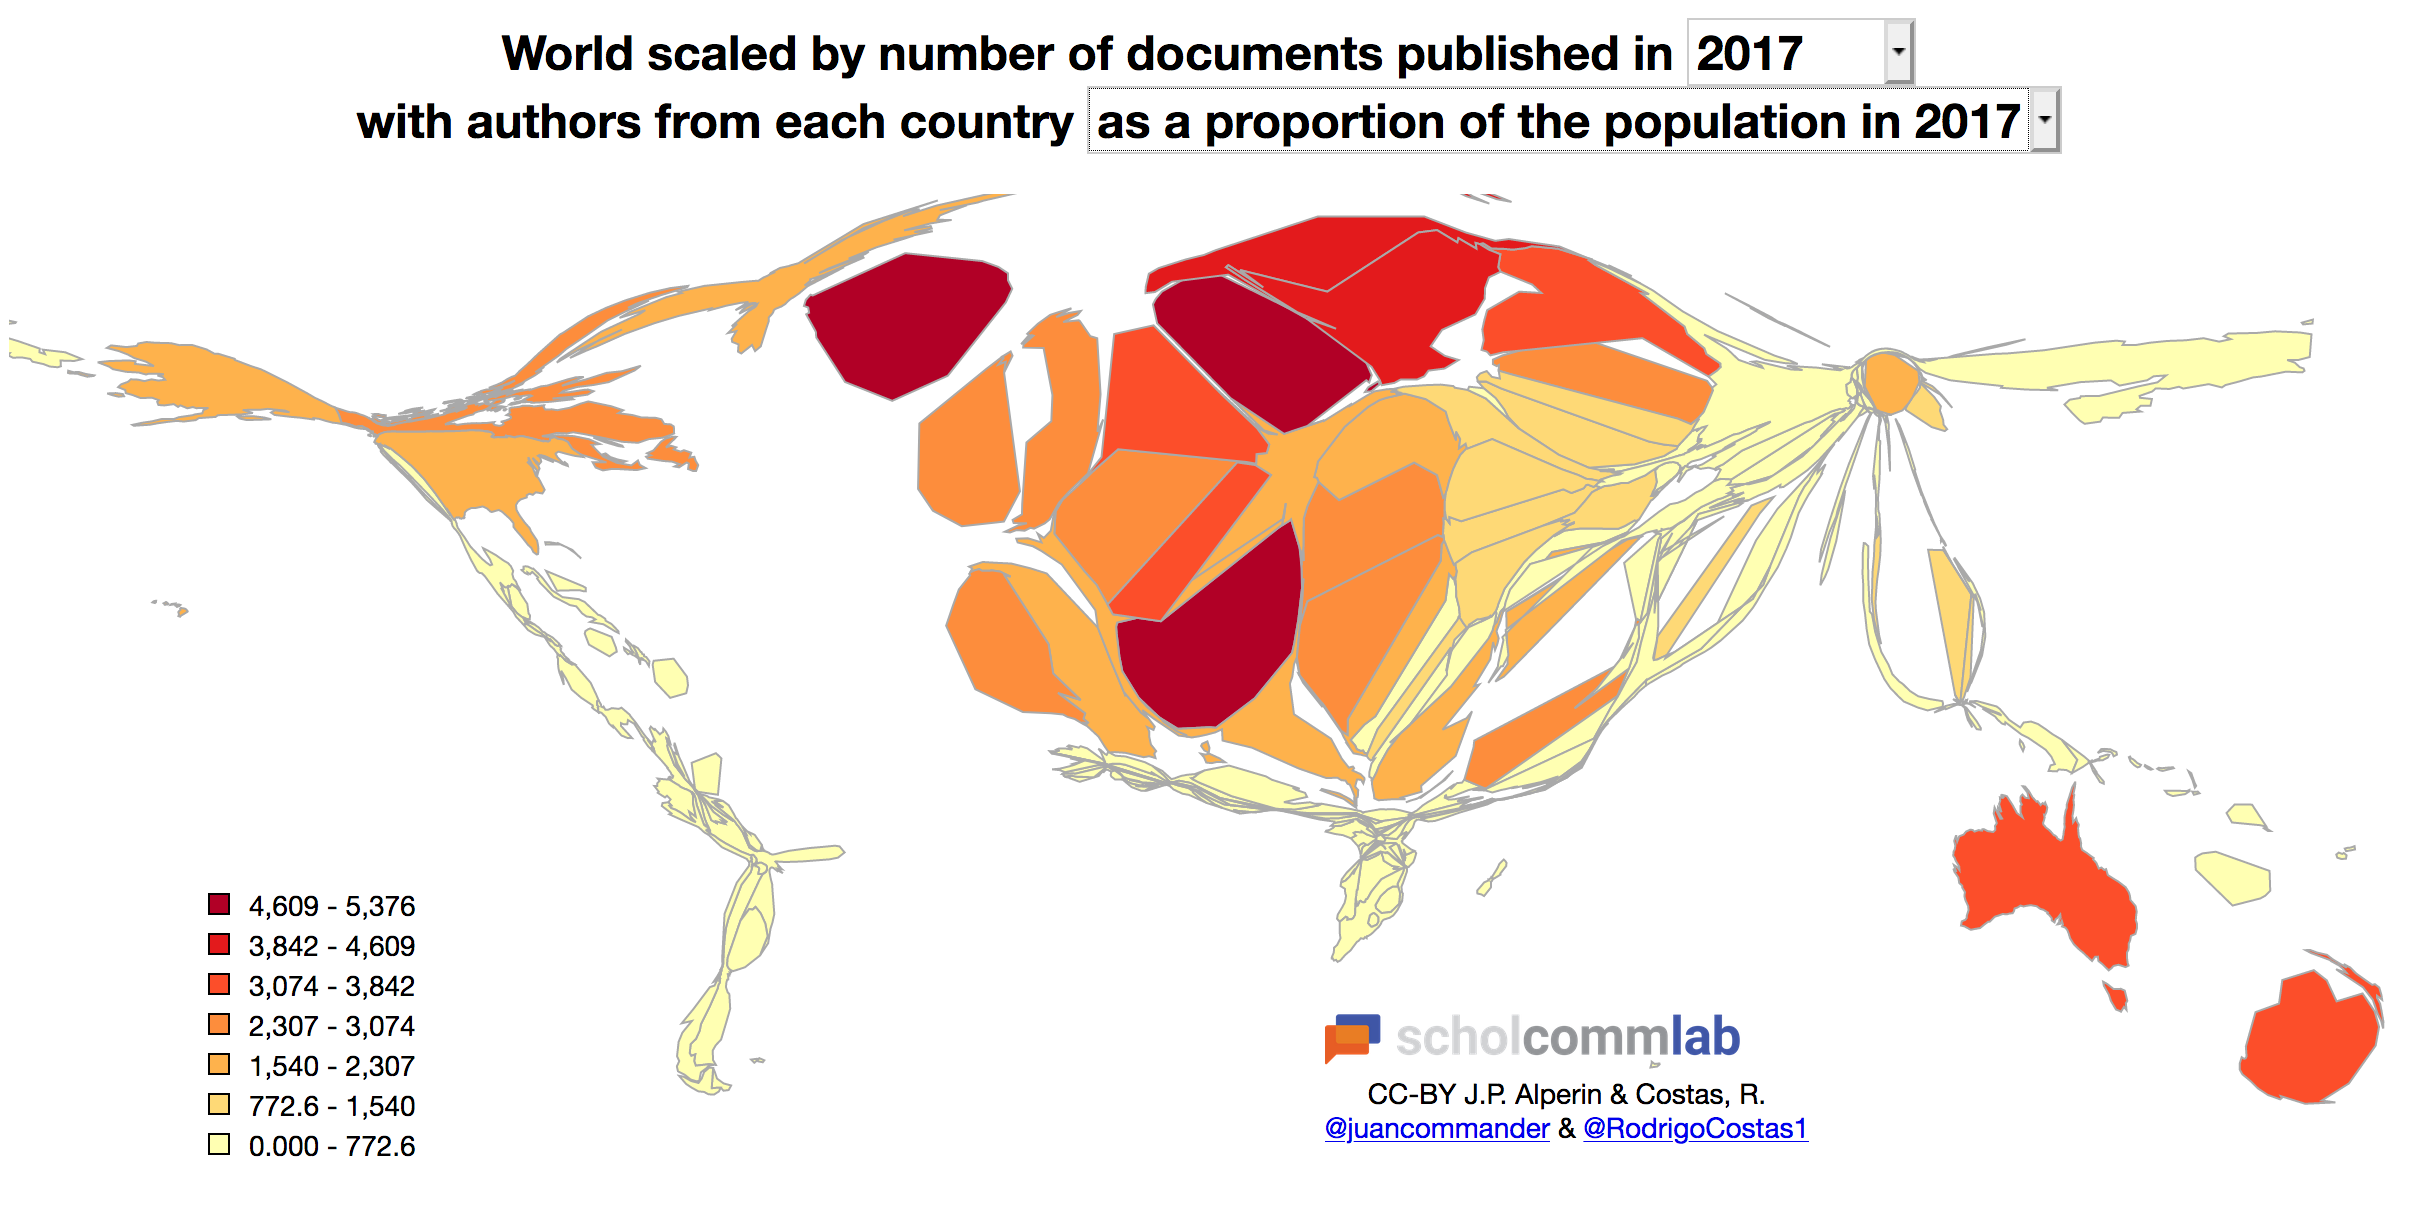 World scaled by number of documents published in 2017
with authors from each country as a proportion of the population in 2017
4,609 - 5,376
3,842 - 4,609
3,074 - 3,842
2,307 - 3,074
1,540 - 2,307
772.6 - 1,540
0.000 - 772.6
scholcommlab
CC-BY J.P. Alperin & Costas, R.
@juancommander & @RodrigoCostas1